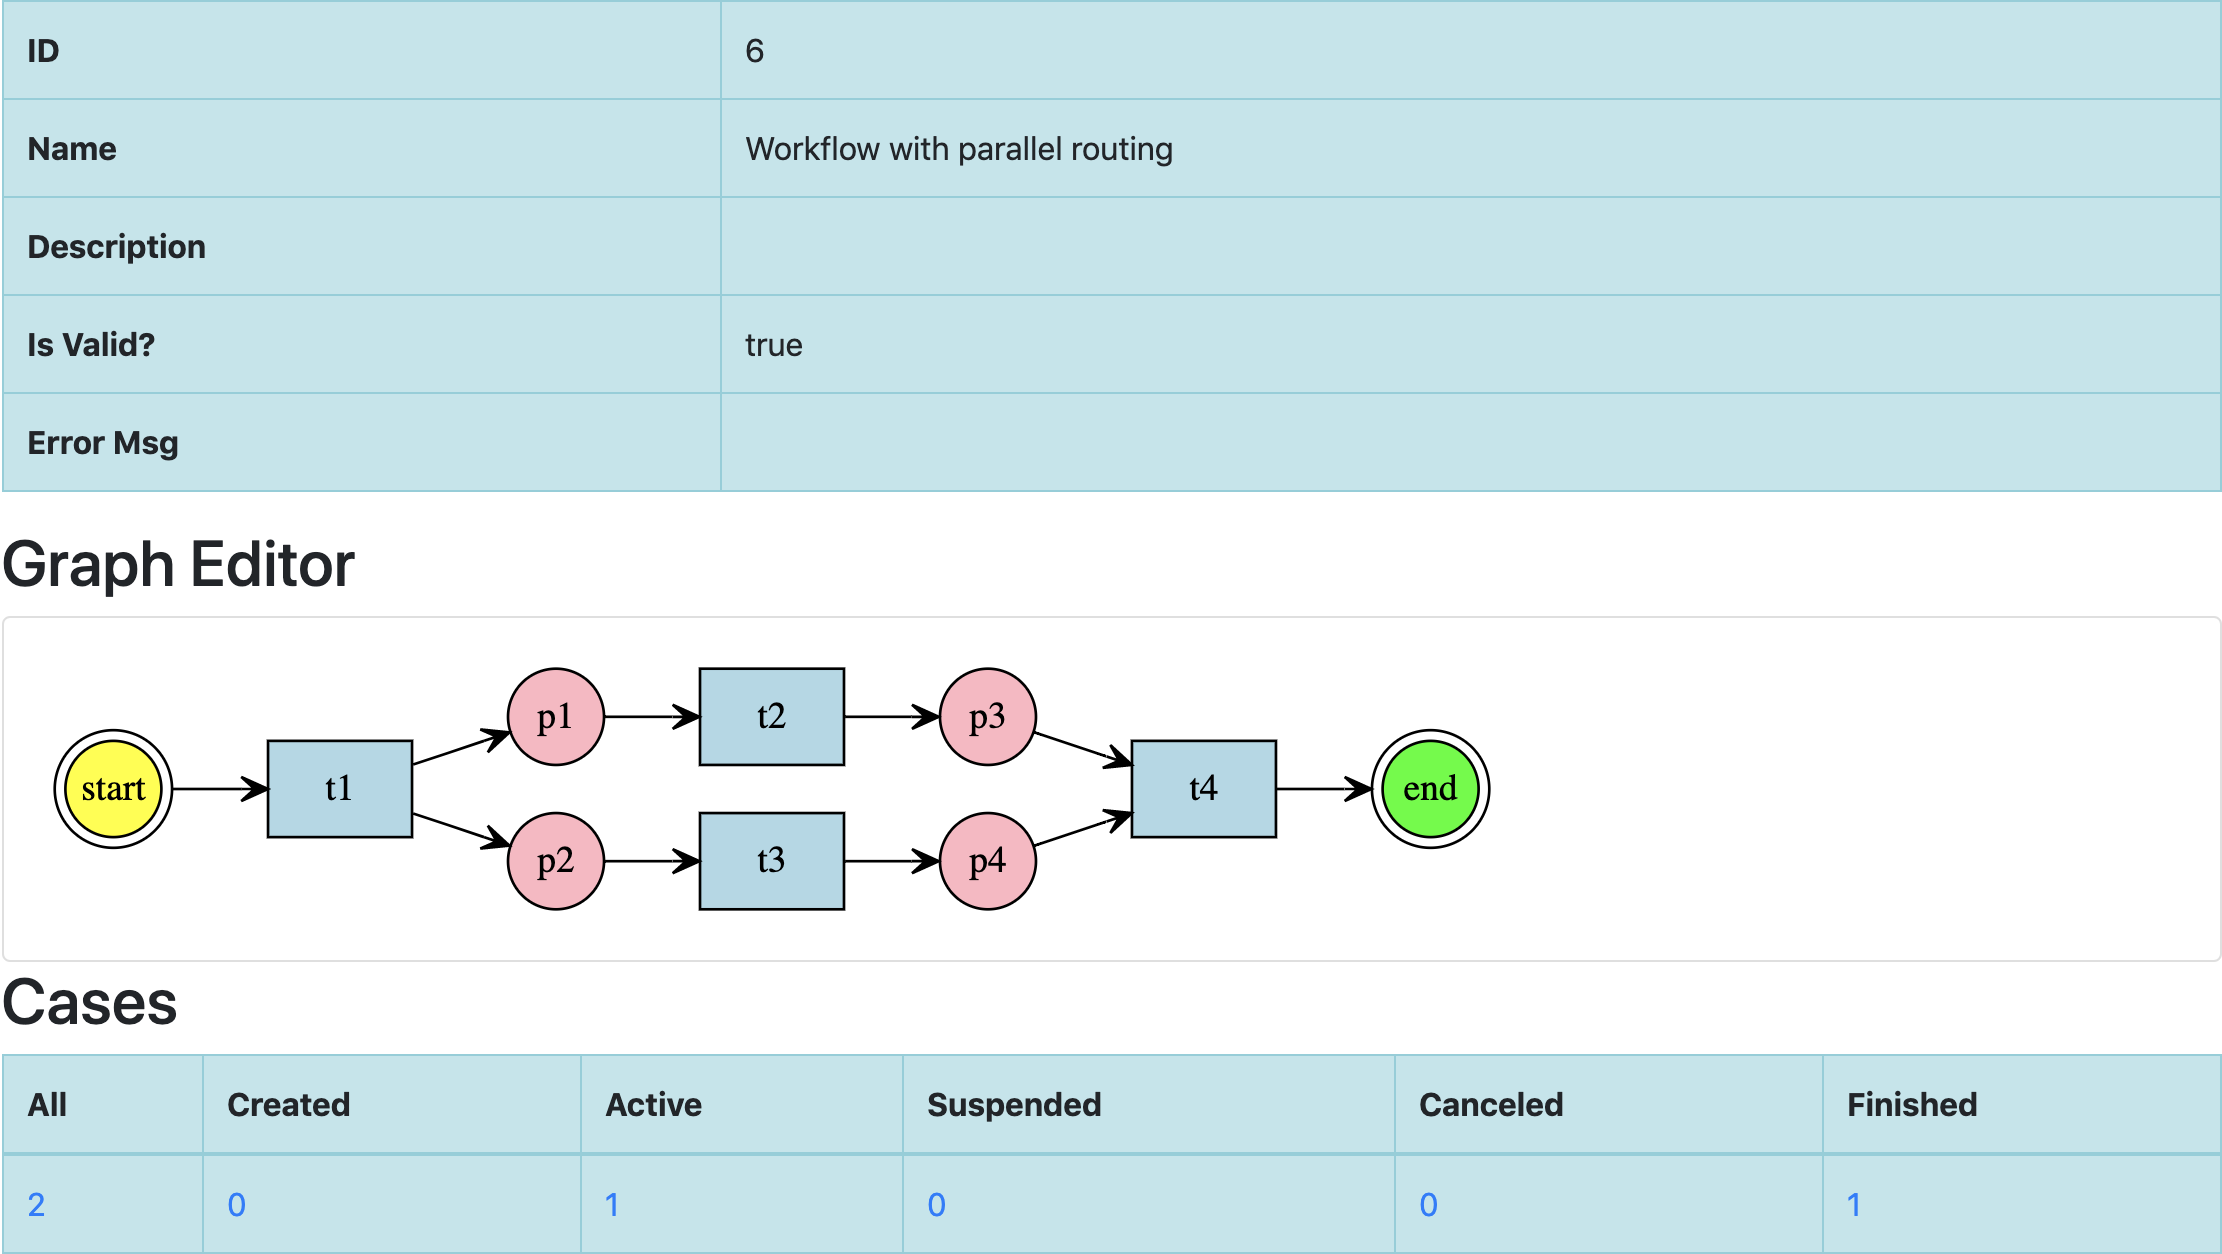 ID 6
Name Workflow with parallel routing
Description
Is Valid? true
Error Msg
Graph Editor
p1 t2 p3
start t1 t4 end
p2 t3 p4
Cases
All Created Active Suspended Canceled Finished
2 0 1 0 0 1